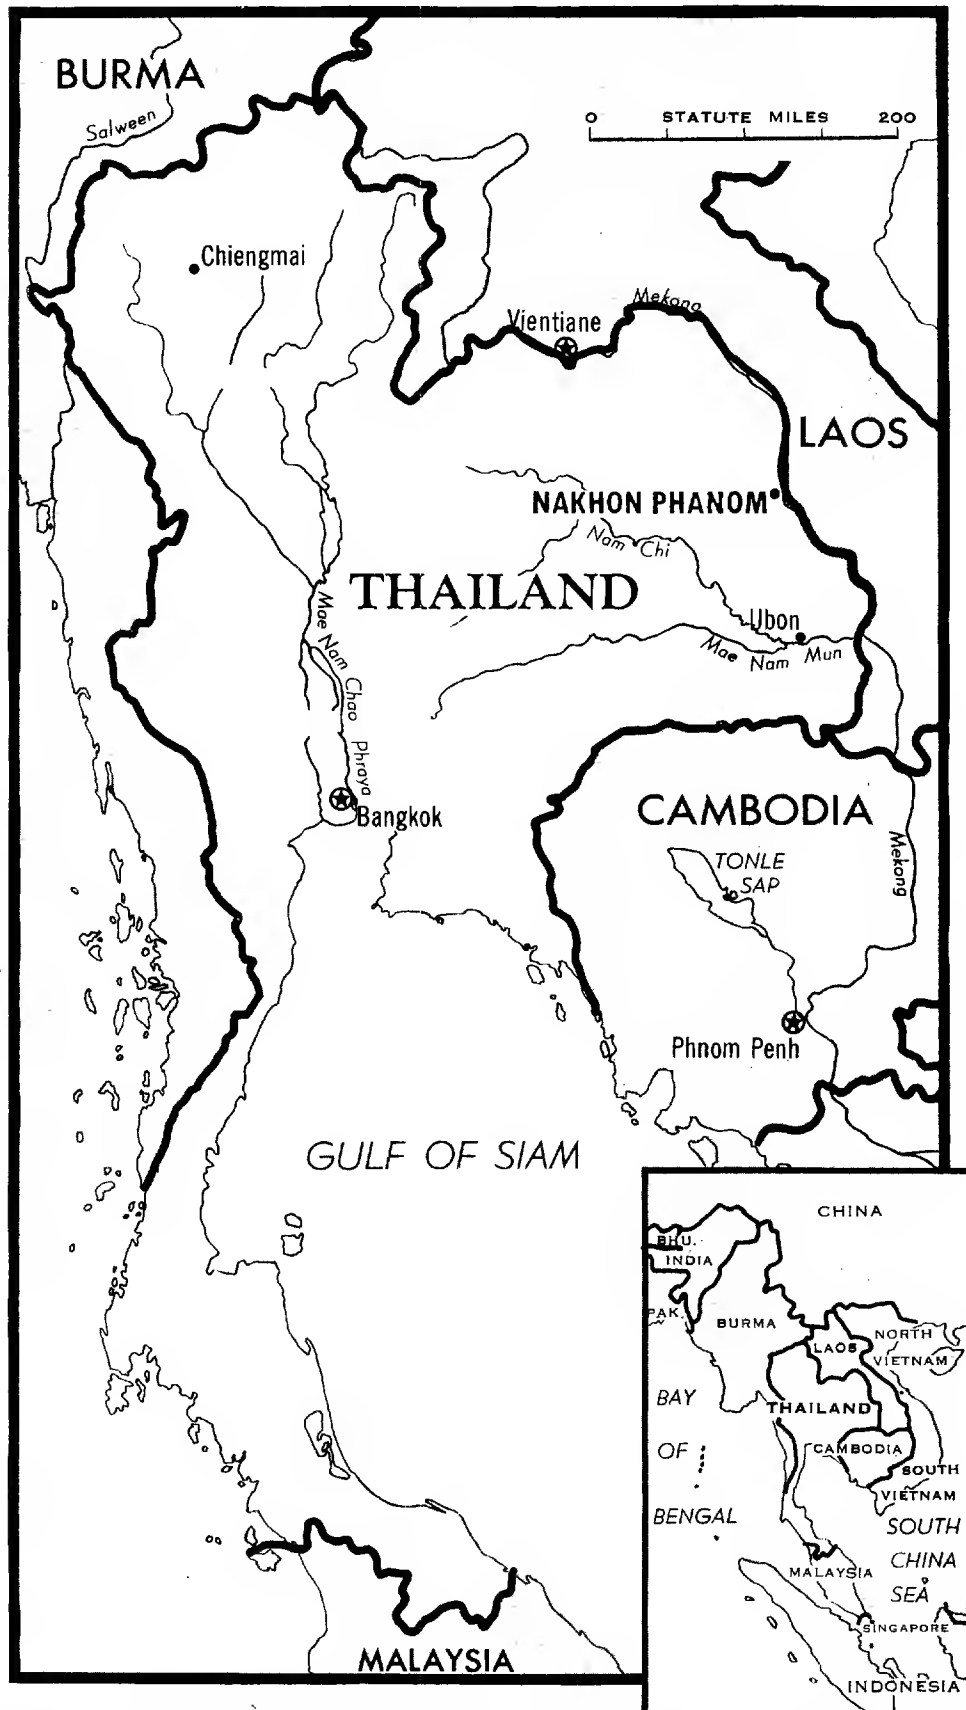 BURMA
Salween
0 STATUTE MILES 200
Chiengmai
Mekong
Vientiane
LAOS
NAKHON PHANOM
Nam Chi
THAILAND
Ubon
Mae Nam Mun
Mae Nam Chao Phraya
Bangkok
CAMBODIA
TONLE
SAP
Mekong
Phnom Penh
GULF OF SIAM
MALAYSIA
CHINA
BHU.
INDIA
PAK.
BURMA
NORTH
VIETNAM
LAOS
BAY
OF
BENGAL
THAILAND
CAMBODIA
SOUTH
VIETNAM
SOUTH
CHINA
SEA
MALAYSIA
SINGAPORE
INDONESIA